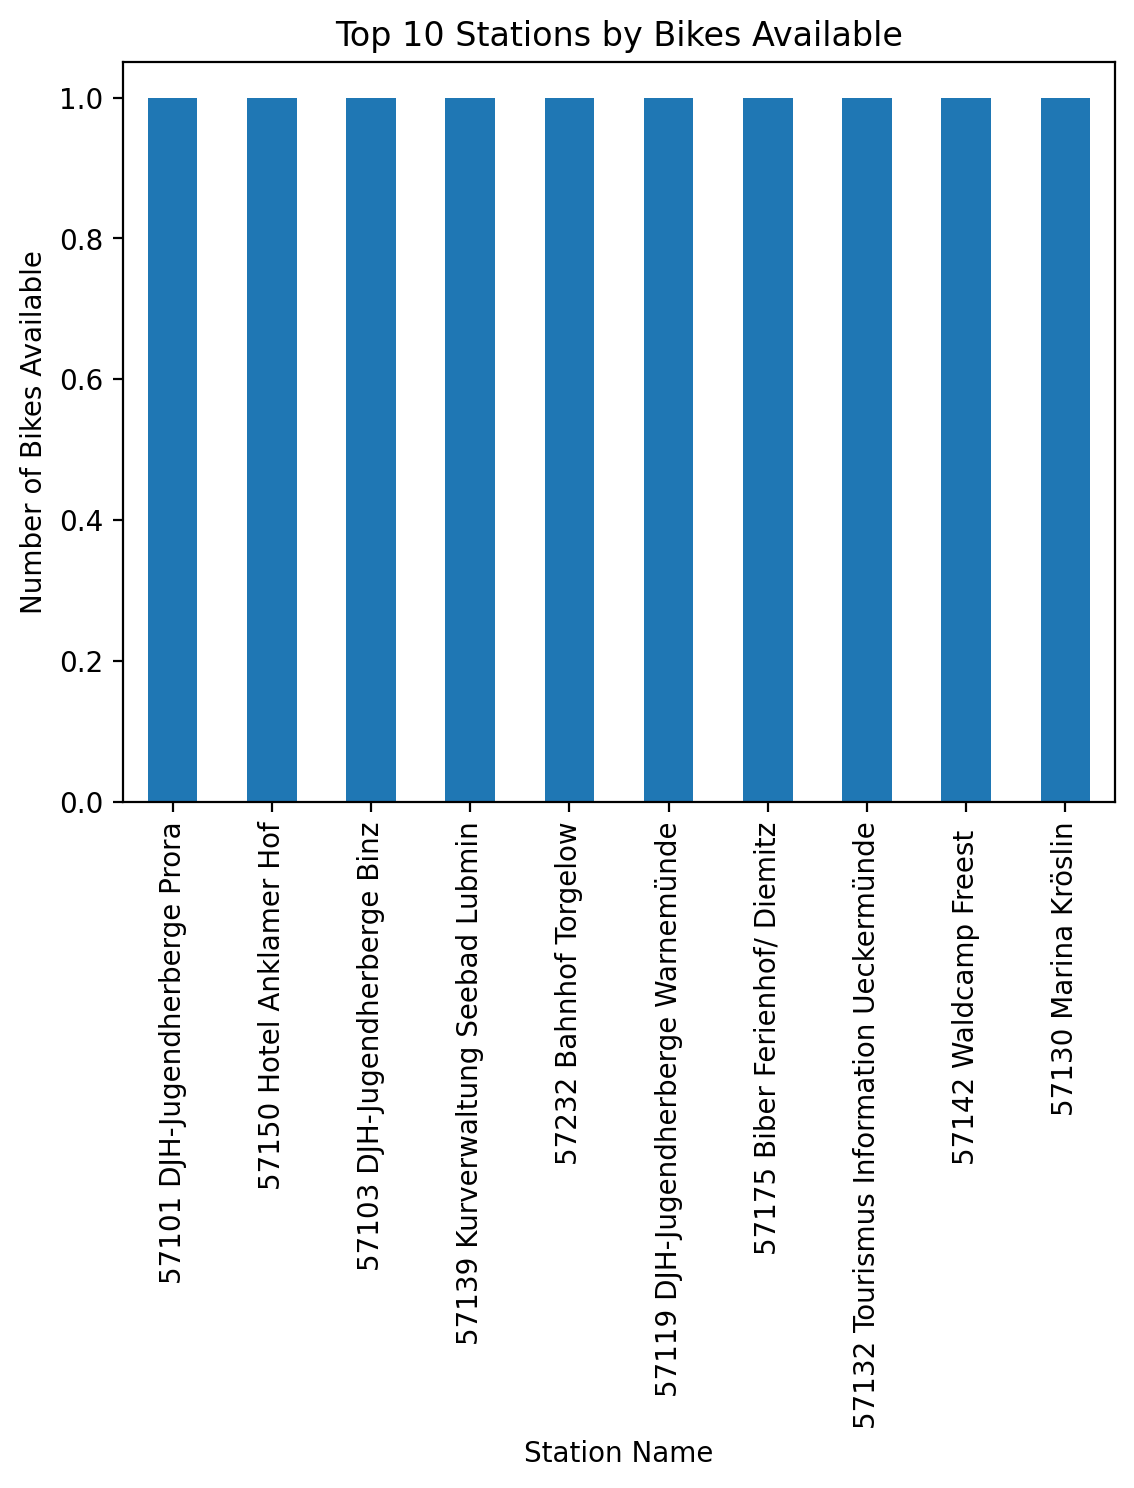 Top 10 Stations by Bikes Available
Number of Bikes Available
1.0
0.8
0.6
0.4
0.2
0.0
57101 DJH-Jugendherberge Prora
57150 Hotel Anklamer Hof
57103 DJH-Jugendherberge Binz
57139 Kurverwaltung Seebad Lubmin
57232 Bahnhof Torgelow
57119 DJH-Jugendherberge Warnemünde
57175 Biber Ferienhof/ Diemitz
57132 Tourismus Information Ueckermünde
57142 Waldcamp Freest
57130 Marina Kröslin
Station Name